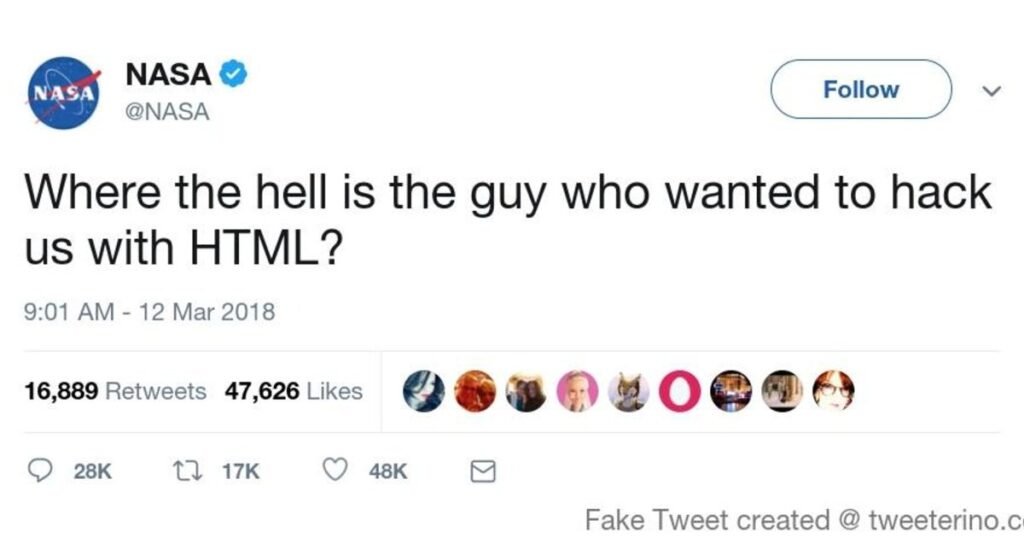 NASA
NASA
@NASA
Follow
Where the hell is the guy who wanted to hack
us with HTML?
9:01 AM - 12 Mar 2018
16,889 Retweets 47,626 Likes
28K 17K 48K
Fake Tweet created @ tweeterino.c